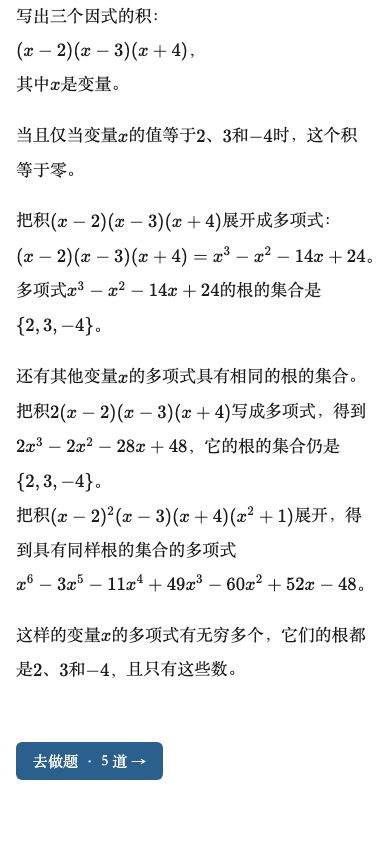 写出三个因式的积：
(x − 2)(x − 3)(x + 4)，
其中x是变量。
当且仅当变量x的值等于2、3和−4时，这个积
等于零。
把积(x − 2)(x − 3)(x + 4)展开成多项式：
(x − 2)(x − 3)(x + 4) = x³ − x² − 14x + 24。
多项式x³ − x² − 14x + 24的根的集合是
{2, 3, −4}。
还有其他变量x的多项式具有相同的根的集合。
把积2(x − 2)(x − 3)(x + 4)写成多项式，得到
2x³ − 2x² − 28x + 48，它的根的集合仍是
{2, 3, −4}。
把积(x − 2)²(x − 3)(x + 4)(x² + 1)展开，得
到具有同样根的集合的多项式
x⁶ − 3x⁵ − 11x⁴ + 49x³ − 60x² + 52x − 48。
这样的变量x的多项式有无穷多个，它们的根都
是2、3和−4，且只有这些数。
去做题 · 5 道 →